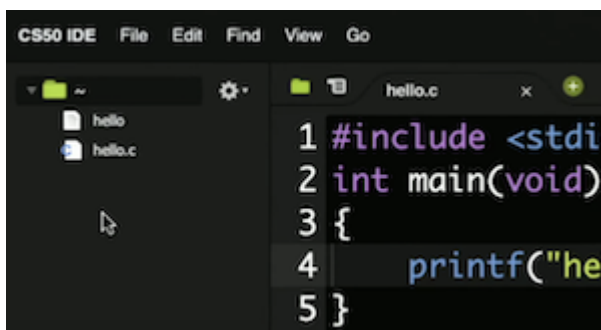 CS50 IDE File Edit Find View Go
~
hello.c
hello
hello.c
1 #include <stdi
2 int main(void)
3 {
4 printf("he
5 }